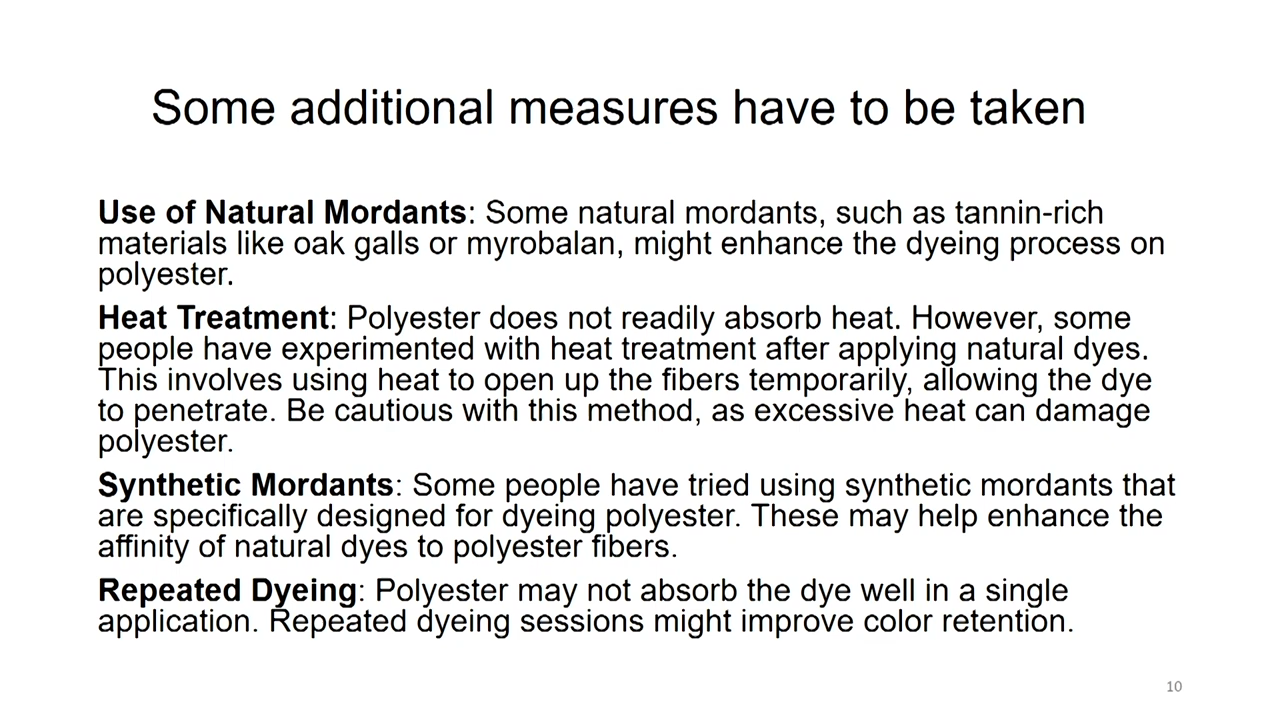 Some additional measures have to be taken
Use of Natural Mordants: Some natural mordants, such as tannin-rich
materials like oak galls or myrobalan, might enhance the dyeing process on
polyester.
Heat Treatment: Polyester does not readily absorb heat. However, some
people have experimented with heat treatment after applying natural dyes.
This involves using heat to open up the fibers temporarily, allowing the dye
to penetrate. Be cautious with this method, as excessive heat can damage
polyester.
Synthetic Mordants: Some people have tried using synthetic mordants that
are specifically designed for dyeing polyester. These may help enhance the
affinity of natural dyes to polyester fibers.
Repeated Dyeing: Polyester may not absorb the dye well in a single
application. Repeated dyeing sessions might improve color retention.
10